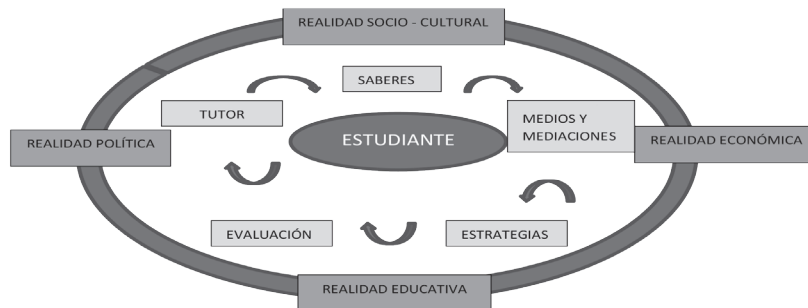 REALIDAD SOCIO - CULTURAL
SABERES
TUTOR
MEDIOS Y
MEDIACIONES
ESTUDIANTE
REALIDAD POLÍTICA
REALIDAD ECONÓMICA
EVALUACIÓN
ESTRATEGIAS
REALIDAD EDUCATIVA